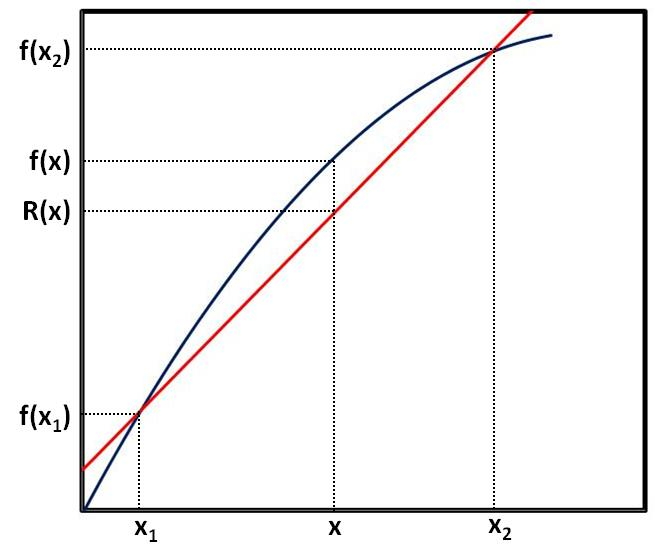 f(x₂)
f(x)
R(x)
f(x₁)
x₁ x x₂